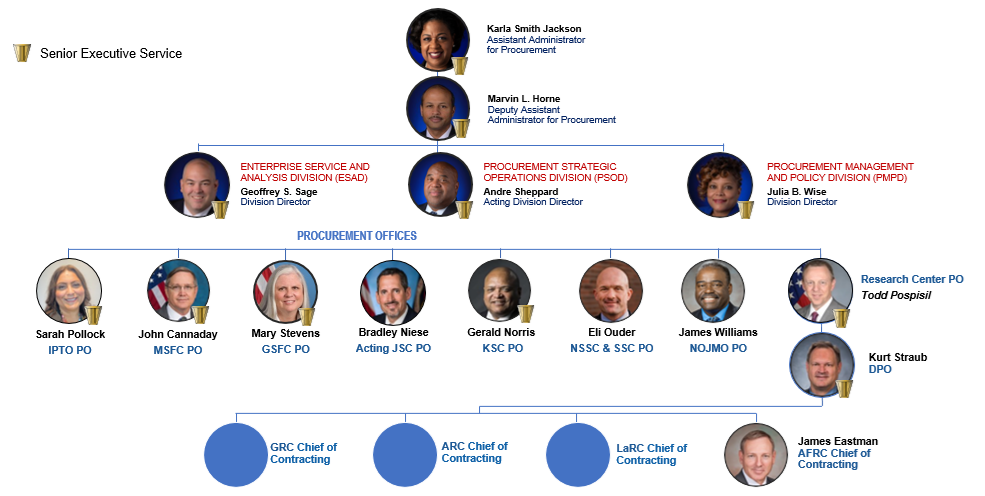 Karla Smith Jackson
Assistant Administrator
for Procurement
Senior Executive Service
Marvin L. Horne
Deputy Assistant
Administrator for Procurement
ENTERPRISE SERVICE AND
ANALYSIS DIVISION (ESAD)
Geoffrey S. Sage
Division Director
PROCUREMENT STRATEGIC
OPERATIONS DIVISION (PSOD)
Andre Sheppard
Acting Division Director
PROCUREMENT MANAGEMENT
AND POLICY DIVISION (PMPD)
Julia B. Wise
Division Director
PROCUREMENT OFFICES
Sarah Pollock
IPTO PO
John Cannaday
MSFC PO
Mary Stevens
GSFC PO
Bradley Niese
Acting JSC PO
Gerald Norris
KSC PO
Eli Ouder
NSSC & SSC PO
James Williams
NOJMO PO
Research Center PO
Todd Pospisil
Kurt Straub
DPO
GRC Chief of
Contracting
ARC Chief of
Contracting
LaRC Chief of
Contracting
James Eastman
AFRC Chief of
Contracting